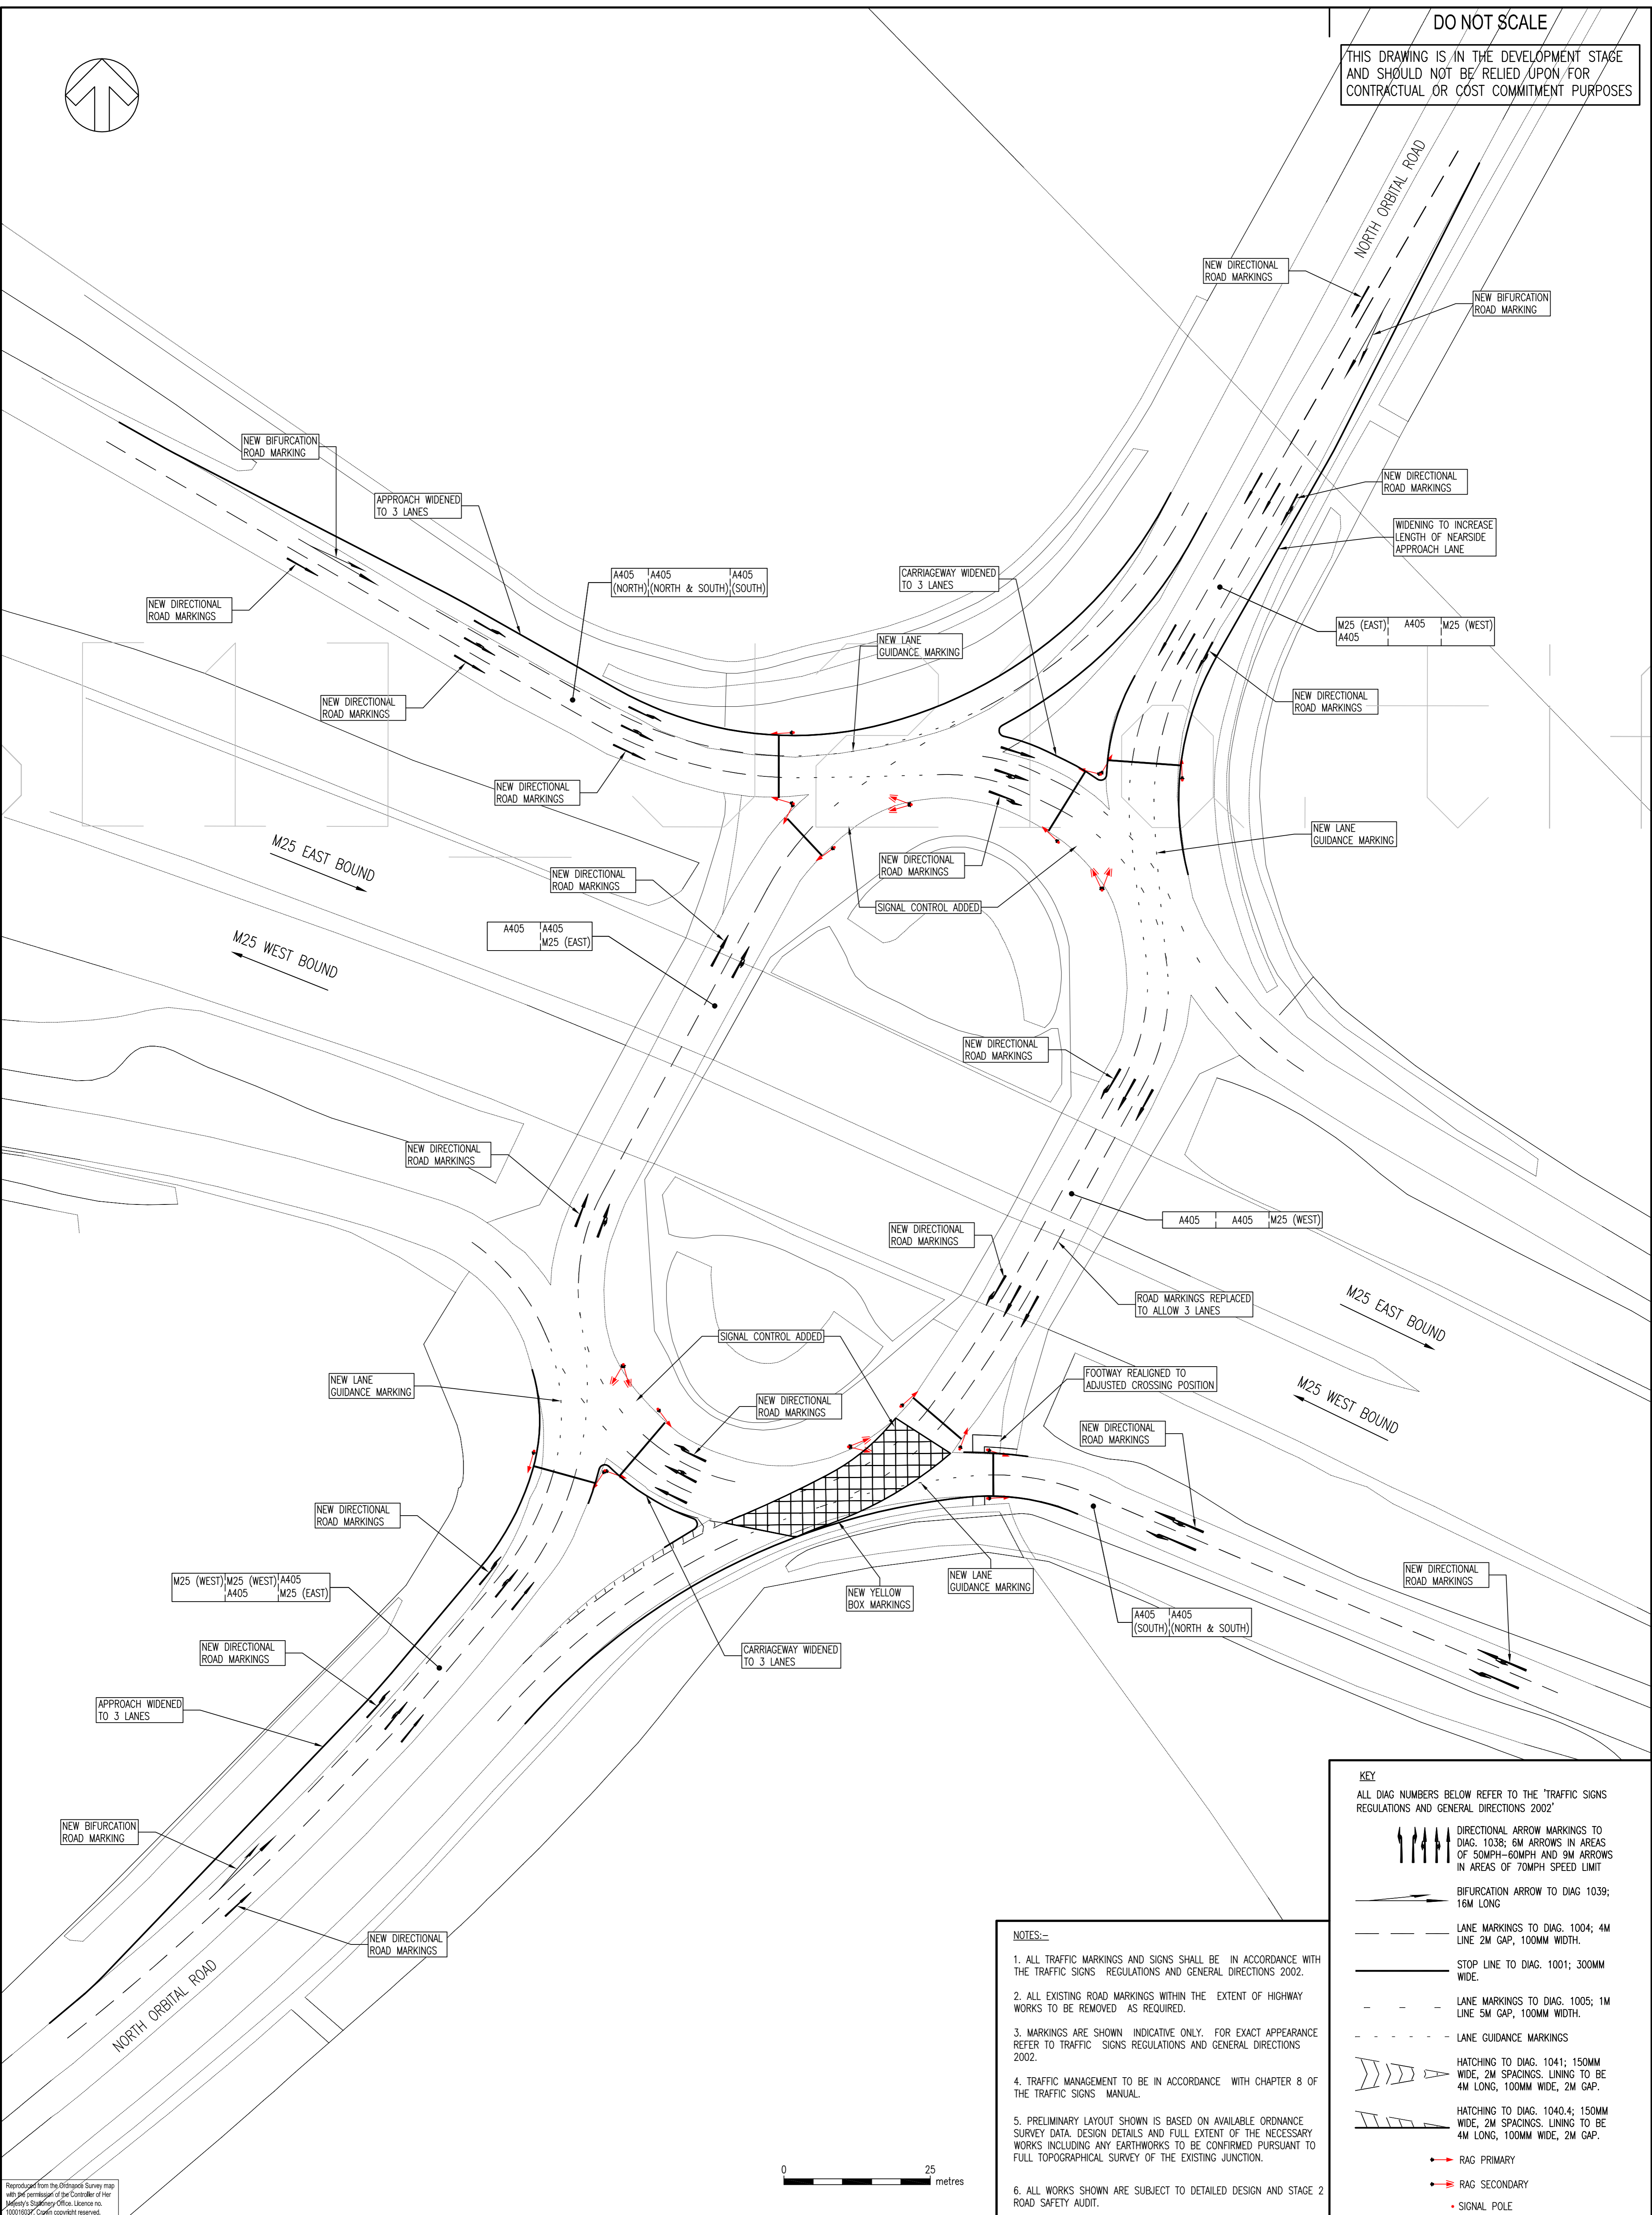 DO NOT SCALE
THIS DRAWING IS IN THE DEVELOPMENT STAGE
AND SHOULD NOT BE RELIED UPON FOR
CONTRACTUAL OR COST COMMITMENT PURPOSES
NORTH ORBITAL ROAD
NEW DIRECTIONAL
ROAD MARKINGS
NEW BIFURCATION
ROAD MARKING
NEW BIFURCATION
ROAD MARKING
APPROACH WIDENED
TO 3 LANES
NEW DIRECTIONAL
ROAD MARKINGS
WIDENING TO INCREASE
LENGTH OF NEARSIDE
APPROACH LANE
A405 A405 A405
(NORTH) (NORTH & SOUTH) (SOUTH)
CARRIAGEWAY WIDENED
TO 3 LANES
NEW DIRECTIONAL
ROAD MARKINGS
M25 (EAST) A405 M25 (WEST)
A405
NEW LANE
GUIDANCE MARKING
NEW DIRECTIONAL
ROAD MARKINGS
NEW DIRECTIONAL
ROAD MARKINGS
NEW DIRECTIONAL
ROAD MARKINGS
NEW LANE
GUIDANCE MARKING
M25 EAST BOUND
NEW DIRECTIONAL
ROAD MARKINGS
NEW DIRECTIONAL
ROAD MARKINGS
SIGNAL CONTROL ADDED
A405 A405
M25 (EAST)
M25 WEST BOUND
NEW DIRECTIONAL
ROAD MARKINGS
NEW DIRECTIONAL
ROAD MARKINGS
A405 A405 M25 (WEST)
NEW DIRECTIONAL
ROAD MARKINGS
ROAD MARKINGS REPLACED
TO ALLOW 3 LANES
M25 EAST BOUND
SIGNAL CONTROL ADDED
NEW LANE
GUIDANCE MARKING
FOOTWAY REALIGNED TO
ADJUSTED CROSSING POSITION
M25 WEST BOUND
NEW DIRECTIONAL
ROAD MARKINGS
NEW DIRECTIONAL
ROAD MARKINGS
NEW DIRECTIONAL
ROAD MARKINGS
M25 (WEST) M25 (WEST) A405
A405 M25 (EAST)
NEW LANE
GUIDANCE MARKING
NEW DIRECTIONAL
ROAD MARKINGS
NEW YELLOW
BOX MARKINGS
A405 A405
(SOUTH) (NORTH & SOUTH)
NEW DIRECTIONAL
ROAD MARKINGS
CARRIAGEWAY WIDENED
TO 3 LANES
APPROACH WIDENED
TO 3 LANES
NEW BIFURCATION
ROAD MARKING
NEW DIRECTIONAL
ROAD MARKINGS
NORTH ORBITAL ROAD
KEY
ALL DIAG NUMBERS BELOW REFER TO THE 'TRAFFIC SIGNS
REGULATIONS AND GENERAL DIRECTIONS 2002'
DIRECTIONAL ARROW MARKINGS TO
DIAG. 1038; 6M ARROWS IN AREAS
OF 50MPH-60MPH AND 9M ARROWS
IN AREAS OF 70MPH SPEED LIMIT
BIFURCATION ARROW TO DIAG 1039;
16M LONG
LANE MARKINGS TO DIAG. 1004; 4M
LINE 2M GAP, 100MM WIDTH.
STOP LINE TO DIAG. 1001; 300MM
WIDE.
LANE MARKINGS TO DIAG. 1005; 1M
LINE 5M GAP, 100MM WIDTH.
LANE GUIDANCE MARKINGS
HATCHING TO DIAG. 1041; 150MM
WIDE, 2M SPACINGS. LINING TO BE
4M LONG, 100MM WIDE, 2M GAP.
HATCHING TO DIAG. 1040.4; 150MM
WIDE, 2M SPACINGS. LINING TO BE
4M LONG, 100MM WIDE, 2M GAP.
RAG PRIMARY
RAG SECONDARY
SIGNAL POLE
NOTES:-
1. ALL TRAFFIC MARKINGS AND SIGNS SHALL BE IN ACCORDANCE WITH
THE TRAFFIC SIGNS REGULATIONS AND GENERAL DIRECTIONS 2002.
2. ALL EXISTING ROAD MARKINGS WITHIN THE EXTENT OF HIGHWAY
WORKS TO BE REMOVED AS REQUIRED.
3. MARKINGS ARE SHOWN INDICATIVE ONLY. FOR EXACT APPEARANCE
REFER TO TRAFFIC SIGNS REGULATIONS AND GENERAL DIRECTIONS
2002.
4. TRAFFIC MANAGEMENT TO BE IN ACCORDANCE WITH CHAPTER 8 OF
THE TRAFFIC SIGNS MANUAL.
5. PRELIMINARY LAYOUT SHOWN IS BASED ON AVAILABLE ORDNANCE
SURVEY DATA. DESIGN DETAILS AND FULL EXTENT OF THE NECESSARY
WORKS INCLUDING ANY EARTHWORKS TO BE CONFIRMED PURSUANT TO
FULL TOPOGRAPHICAL SURVEY OF THE EXISTING JUNCTION.
6. ALL WORKS SHOWN ARE SUBJECT TO DETAILED DESIGN AND STAGE 2
ROAD SAFETY AUDIT.
0 25
metres
Reproduced from the Ordnance Survey map
with the permission of the Controller of Her
Majesty's Stationery Office. Licence no.
100016037. Crown copyright reserved.